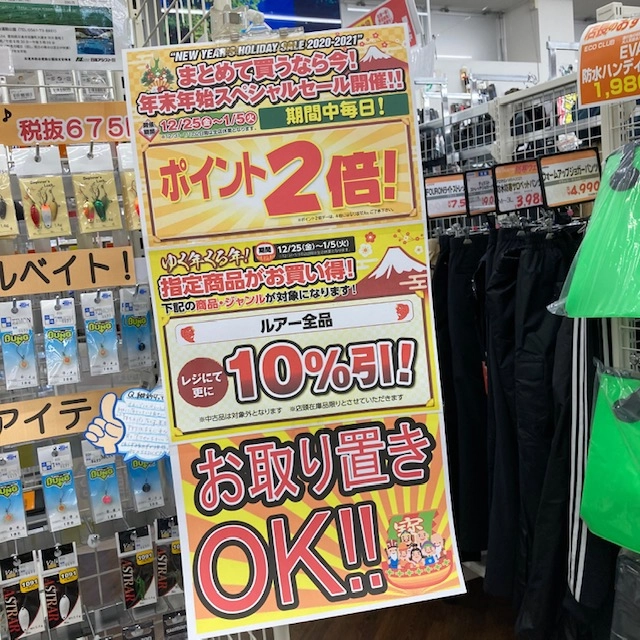 "NEW YEAR'S HOLIDAY SALE 2020-2021"
まとめて買うなら今!
年末年始スペシャルセール開催!!
12/25(金)〜1/5(火)
期間中毎日!
ポイント2倍!
ゆく年くる年!
12/25(金)〜1/5(火)
指定商品がお買い得!
下記の商品・ジャンルが対象になります!
ルアー全品
レジにて
更に
10%引!
※中古品は対象外となります ※店頭在庫品限りとさせていただきます
お取り置き
OK!!
税抜675
ルベイト!
アイテ
BUNG
BUNG
1091
1091
ECO CLUB
防水ハンディ
1,98
3,98
4,990